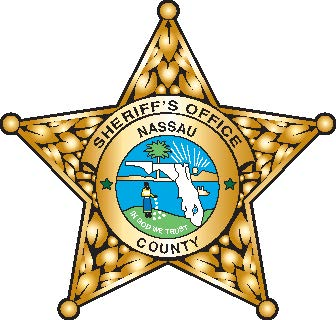 SHERIFF'S OFFICE
NASSAU
IN GOD WE TRUST
COUNTY